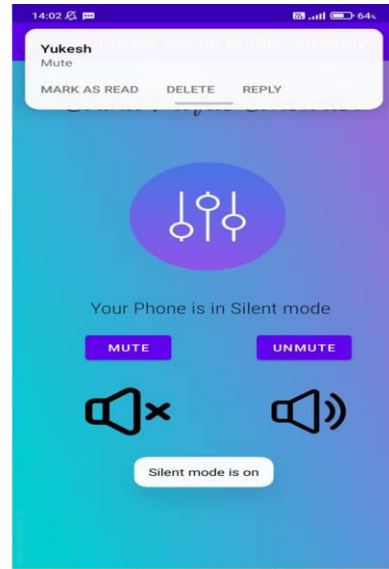 14:02 64%
Yukesh
Mute
MARK AS READ DELETE REPLY
Your Phone is in Silent mode
MUTE UNMUTE
Silent mode is on